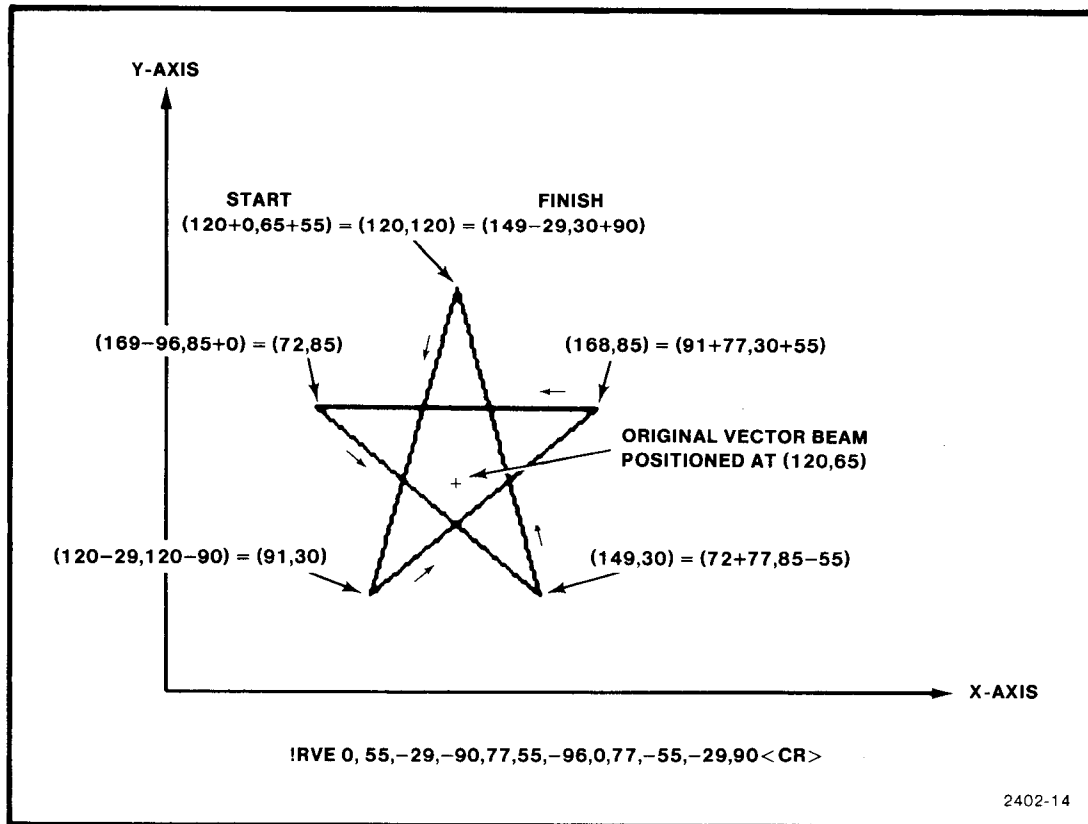 Y-AXIS
START
FINISH
(120+0,65+55) = (120,120) = (149−29,30+90)
(169−96,85+0) = (72,85)
(168,85) = (91+77,30+55)
ORIGINAL VECTOR BEAM
POSITIONED AT (120,65)
(120−29,120−90) = (91,30)
(149,30) = (72+77,85−55)
X-AXIS
!RVE 0, 55,−29,−90,77,55,−96,0,77,−55,−29,90<CR>
2402-14